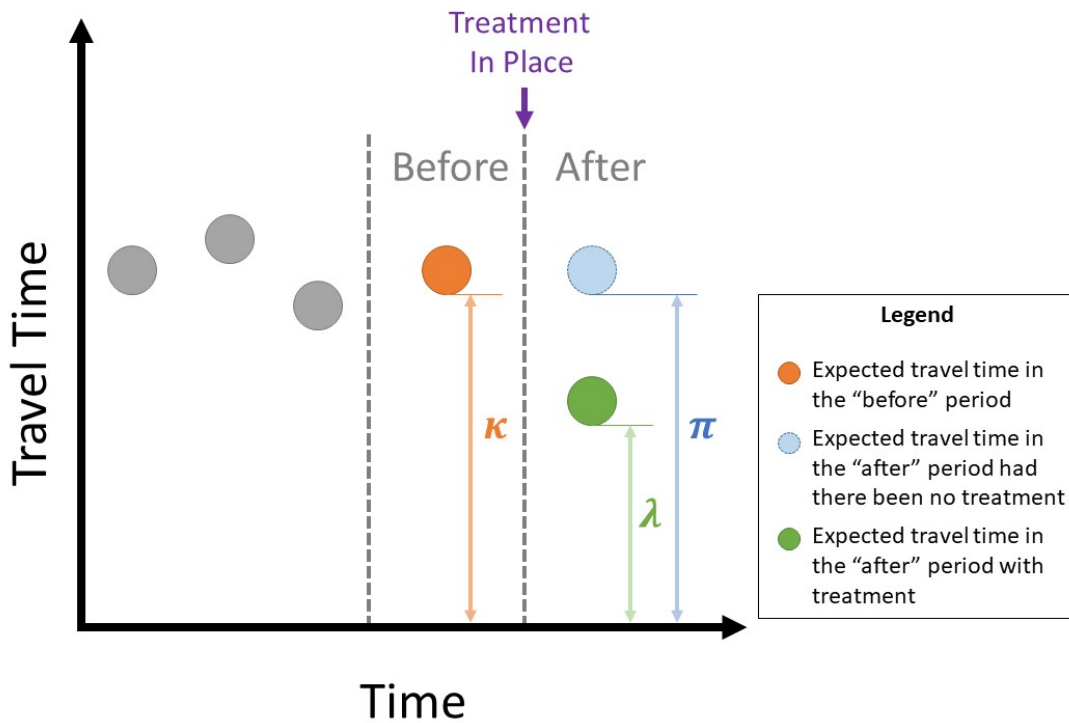 Treatment
In Place
Before
After
Travel Time
κ
π
λ
Time
Legend
Expected travel time in
the “before” period
Expected travel time in
the “after” period had
there been no treatment
Expected travel time in
the “after” period with
treatment